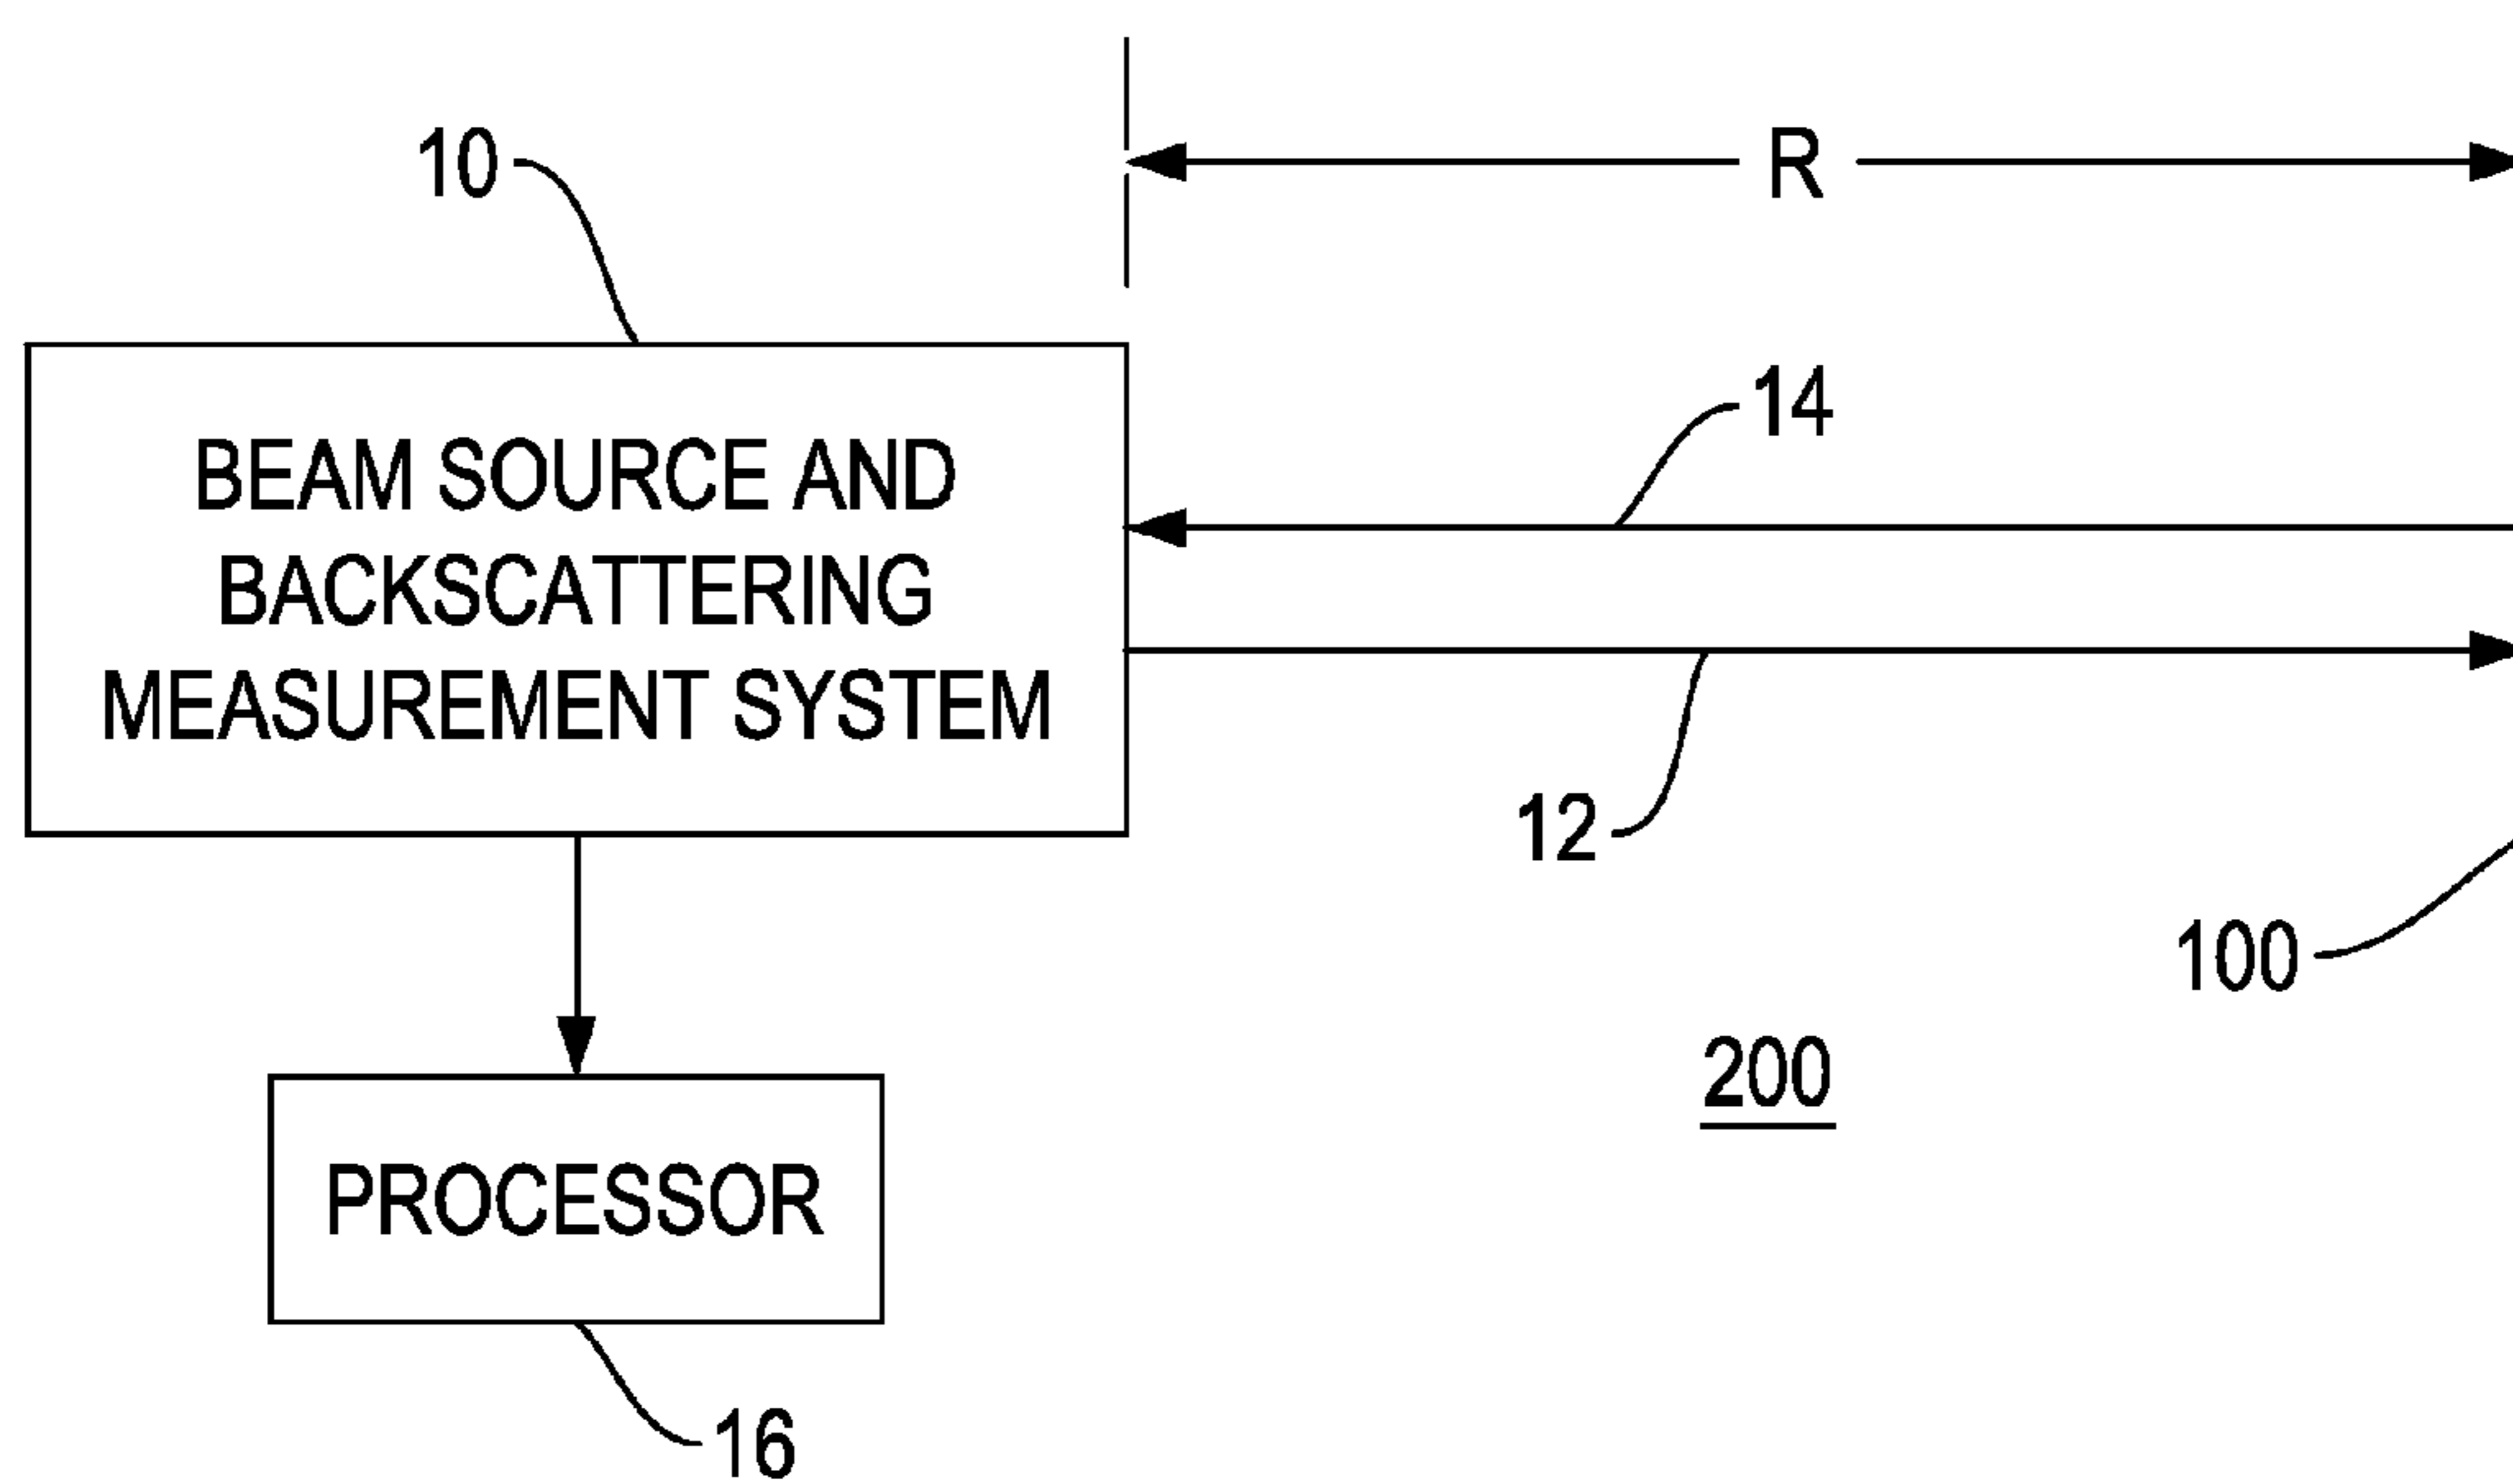 10
R
14
BEAM SOURCE AND
BACKSCATTERING
MEASUREMENT SYSTEM
12
100
200
PROCESSOR
16